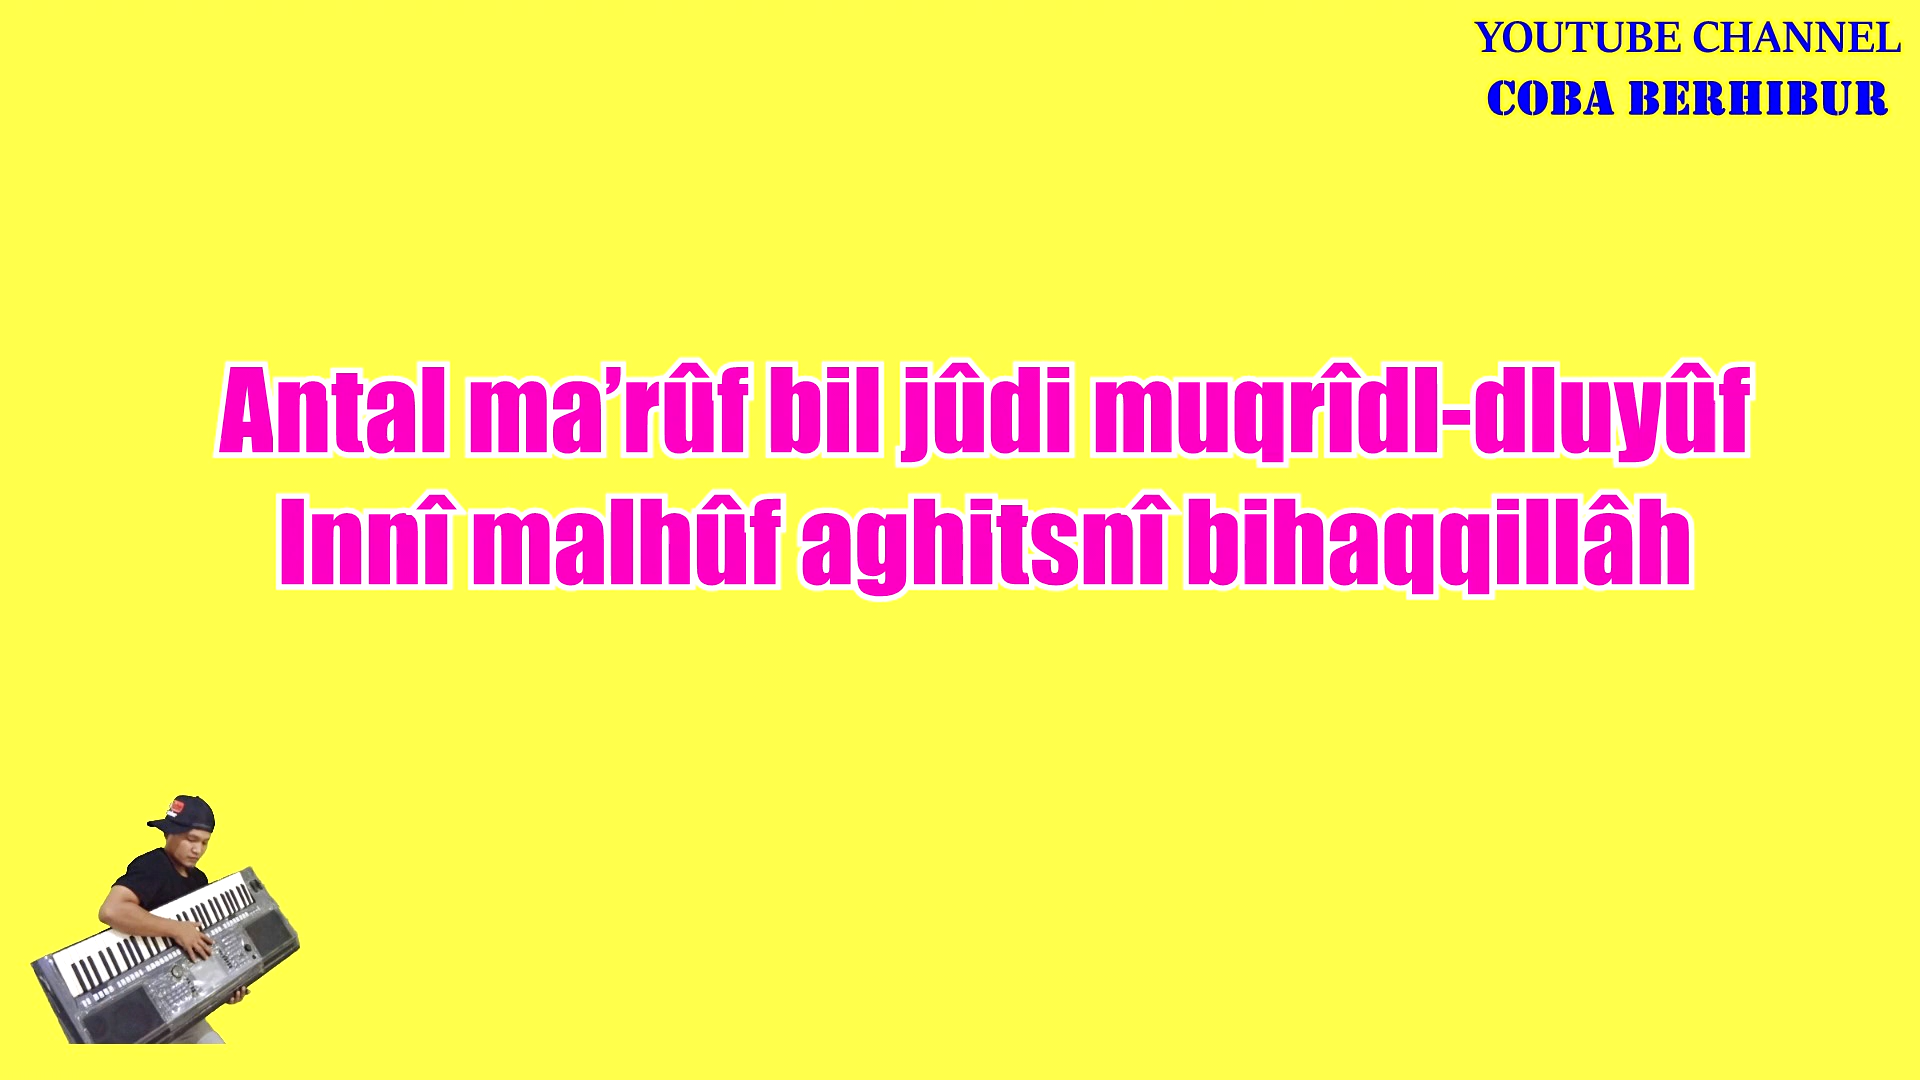 YOUTUBE CHANNEL
COBA BERHIBUR
Antal ma’rûf bil jûdi muqrîdl-dluyûf
Innî malhûf aghitsnî bihaqqillâh